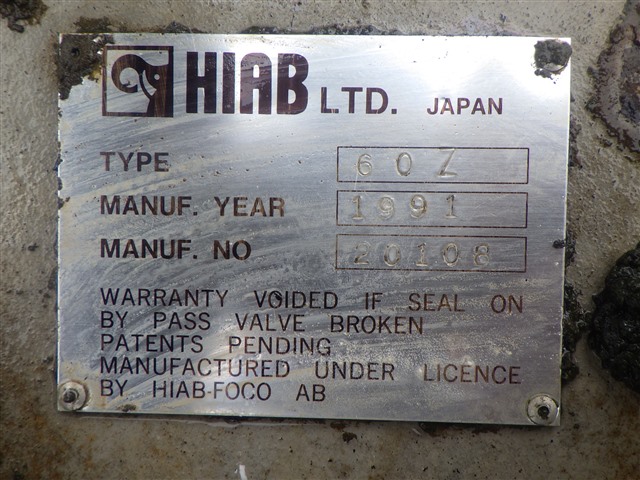 HIAB LTD. JAPAN
TYPE 60Z
MANUF. YEAR 1991
MANUF. NO 20108
WARRANTY VOIDED IF SEAL ON
BY PASS VALVE BROKEN
PATENTS PENDING
MANUFACTURED UNDER LICENCE
BY HIAB-FOCO AB